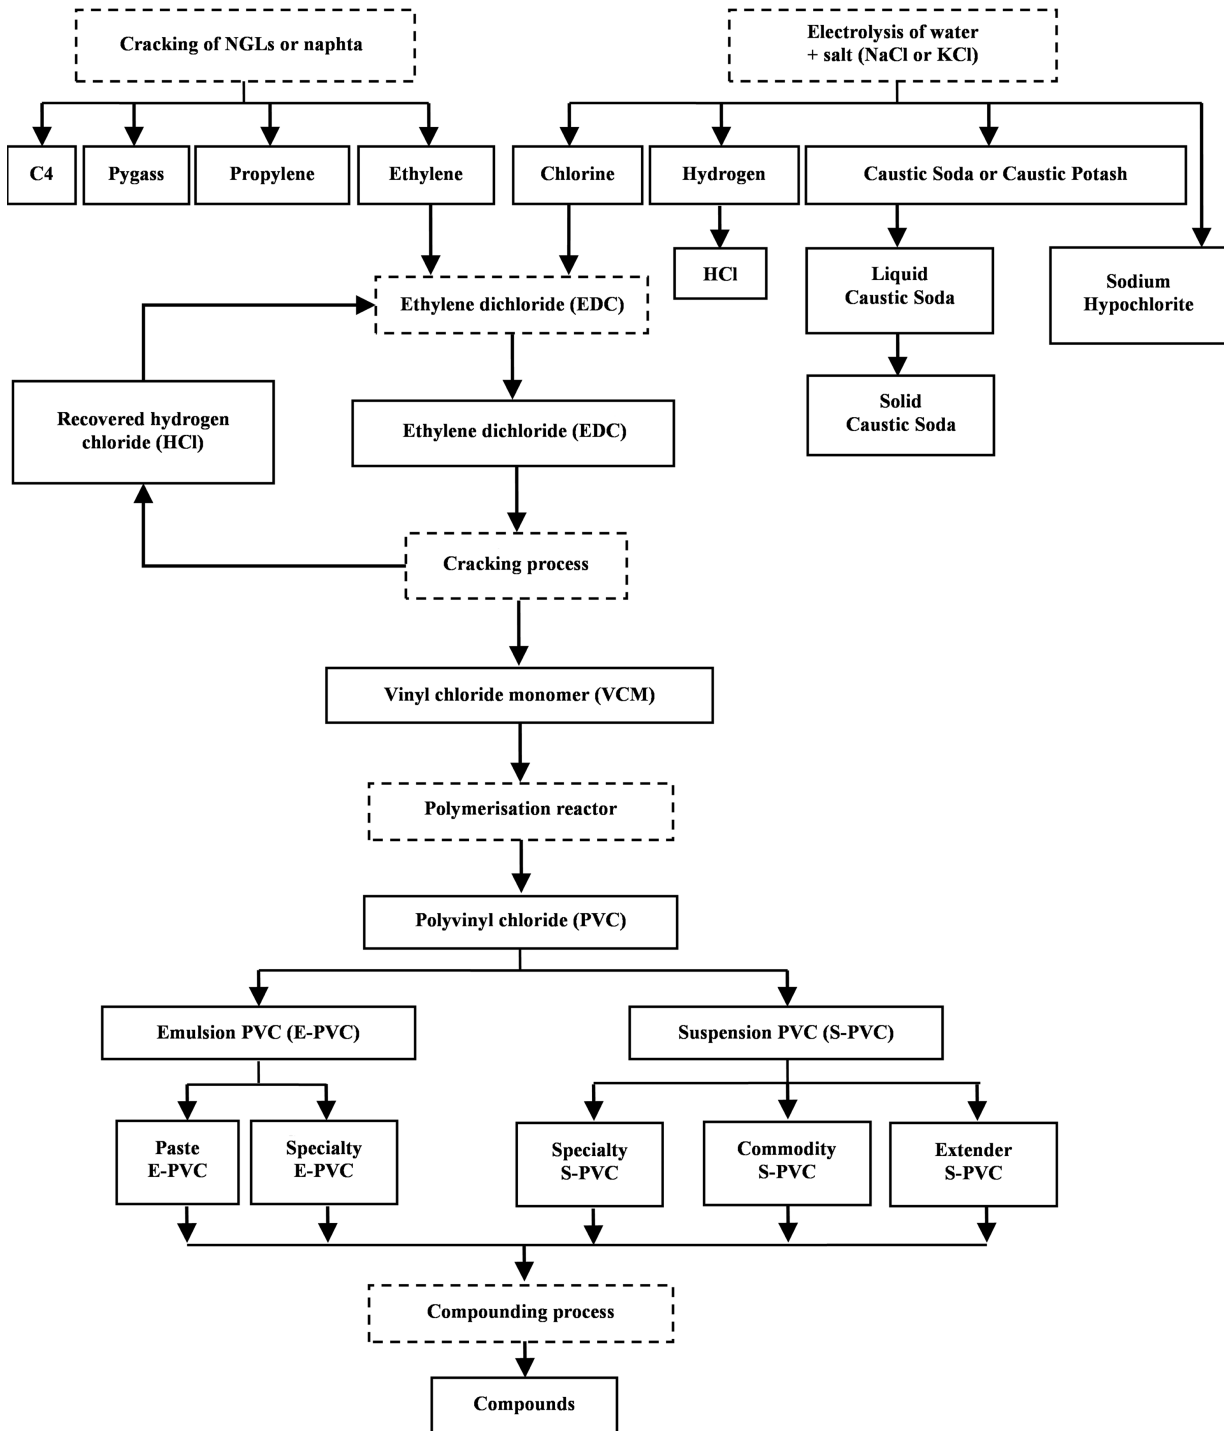 Cracking of NGLs or naphta
Electrolysis of water
+ salt (NaCl or KCl)
C4
Pygass
Propylene
Ethylene
Chlorine
Hydrogen
Caustic Soda or Caustic Potash
HCl
Liquid
Caustic Soda
Sodium
Hypochlorite
Ethylene dichloride (EDC)
Solid
Caustic Soda
Recovered hydrogen
chloride (HCl)
Ethylene dichloride (EDC)
Cracking process
Vinyl chloride monomer (VCM)
Polymerisation reactor
Polyvinyl chloride (PVC)
Emulsion PVC (E-PVC)
Suspension PVC (S-PVC)
Paste
E-PVC
Specialty
E-PVC
Specialty
S-PVC
Commodity
S-PVC
Extender
S-PVC
Compounding process
Compounds